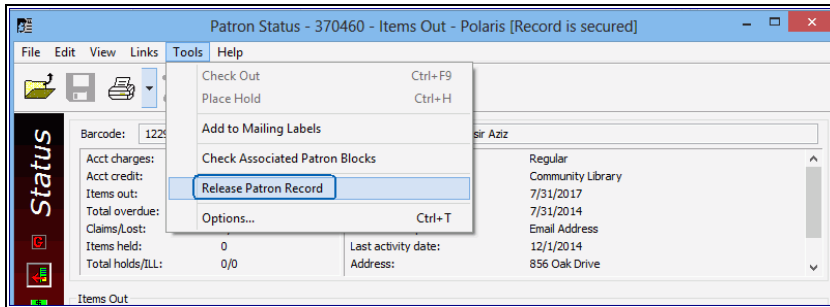 Patron Status - 370460 - Items Out - Polaris [Record is secured]
File Edit View Links Tools Help
Check Out Ctrl+F9
Place Hold Ctrl+H
Add to Mailing Labels
Check Associated Patron Blocks
Release Patron Record
Options... Ctrl+T
Status
Barcode: 1229 Aziz
Acct charges: Regular
Acct credit: Community Library
Items out: 7/31/2017
Total overdue: 7/31/2014
Claims/Lost: Email Address
Items held: 0 Last activity date: 12/1/2014
Total holds/ILL: 0/0 Address: 856 Oak Drive
Items Out